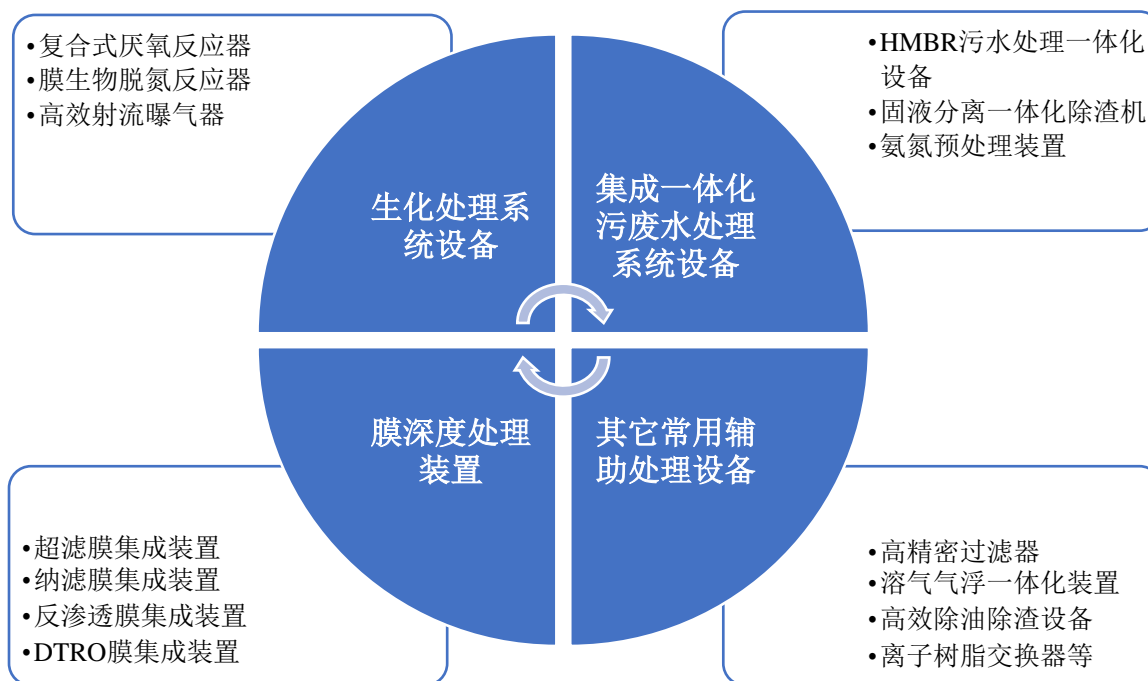 •复合式厌氧反应器
•膜生物脱氮反应器
•高效射流曝气器
•HMBR污水处理一体化
设备
•固液分离一体化除渣机
•氨氮预处理装置
生化处理系
统设备
集成一体化
污废水处理
系统设备
膜深度处理
装置
其它常用辅
助处理设备
•超滤膜集成装置
•纳滤膜集成装置
•反渗透膜集成装置
•DTRO膜集成装置
•高精密过滤器
•溶气气浮一体化装置
•高效除油除渣设备
•离子树脂交换器等